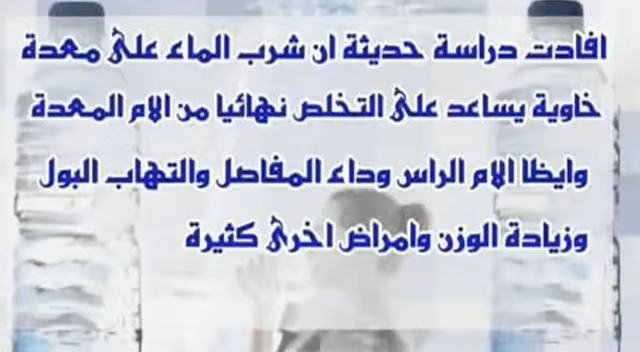 افادت دراسة حديثة ان شرب الماء على معدة
خاوية يساعد على التخلص نهائيا من الام المعدة
وايظا الام الراس وداء المفاصل والتهاب البول
وزيادة الوزن وامراض اخرى كثيرة